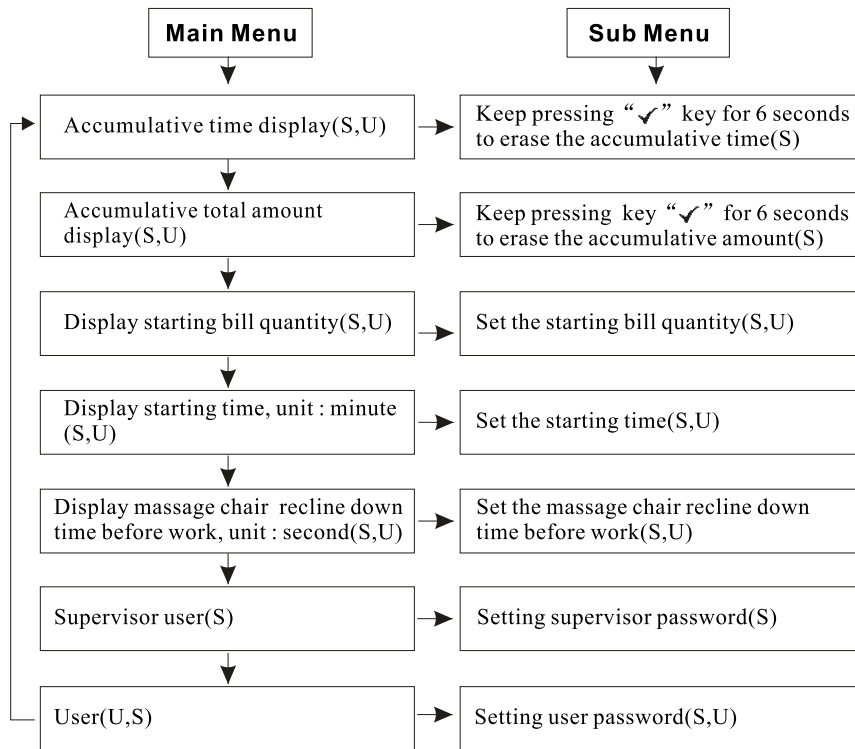 Main Menu
Sub Menu
Accumulative time display(S,U)
Keep pressing “✓” key for 6 seconds
to erase the accumulative time(S)
Accumulative total amount
display(S,U)
Keep pressing key “✓” for 6 seconds
to erase the accumulative amount(S)
Display starting bill quantity(S,U)
Set the starting bill quantity(S,U)
Display starting time, unit : minute
(S,U)
Set the starting time(S,U)
Display massage chair recline down
time before work, unit : second(S,U)
Set the massage chair recline down
time before work(S,U)
Supervisor user(S)
Setting supervisor password(S)
User(U,S)
Setting user password(S,U)